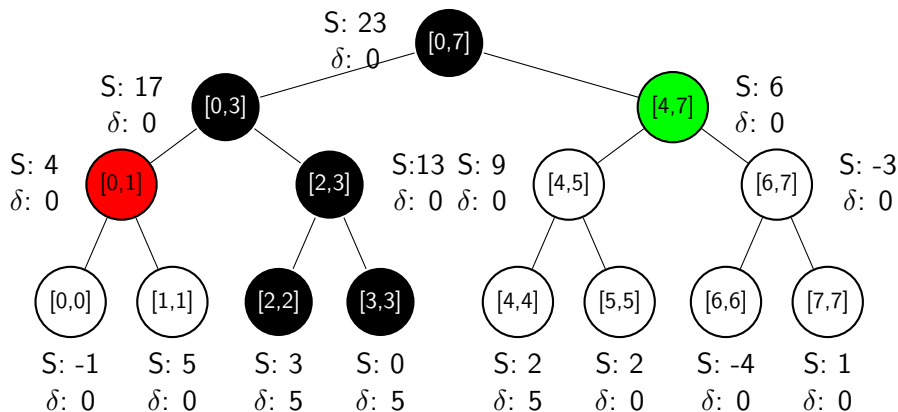 S: 23
δ: 0
[0,7]
S: 17
δ: 0
[0,3]
[4,7]
S: 6
δ: 0
S: 4
δ: 0
[0,1]
[2,3]
S:13
δ: 0
S: 9
δ: 0
[4,5]
[6,7]
S: -3
δ: 0
[0,0]
[1,1]
[2,2]
[3,3]
[4,4]
[5,5]
[6,6]
[7,7]
S: -1
δ: 0
S: 5
δ: 0
S: 3
δ: 5
S: 0
δ: 5
S: 2
δ: 5
S: 2
δ: 0
S: -4
δ: 0
S: 1
δ: 0